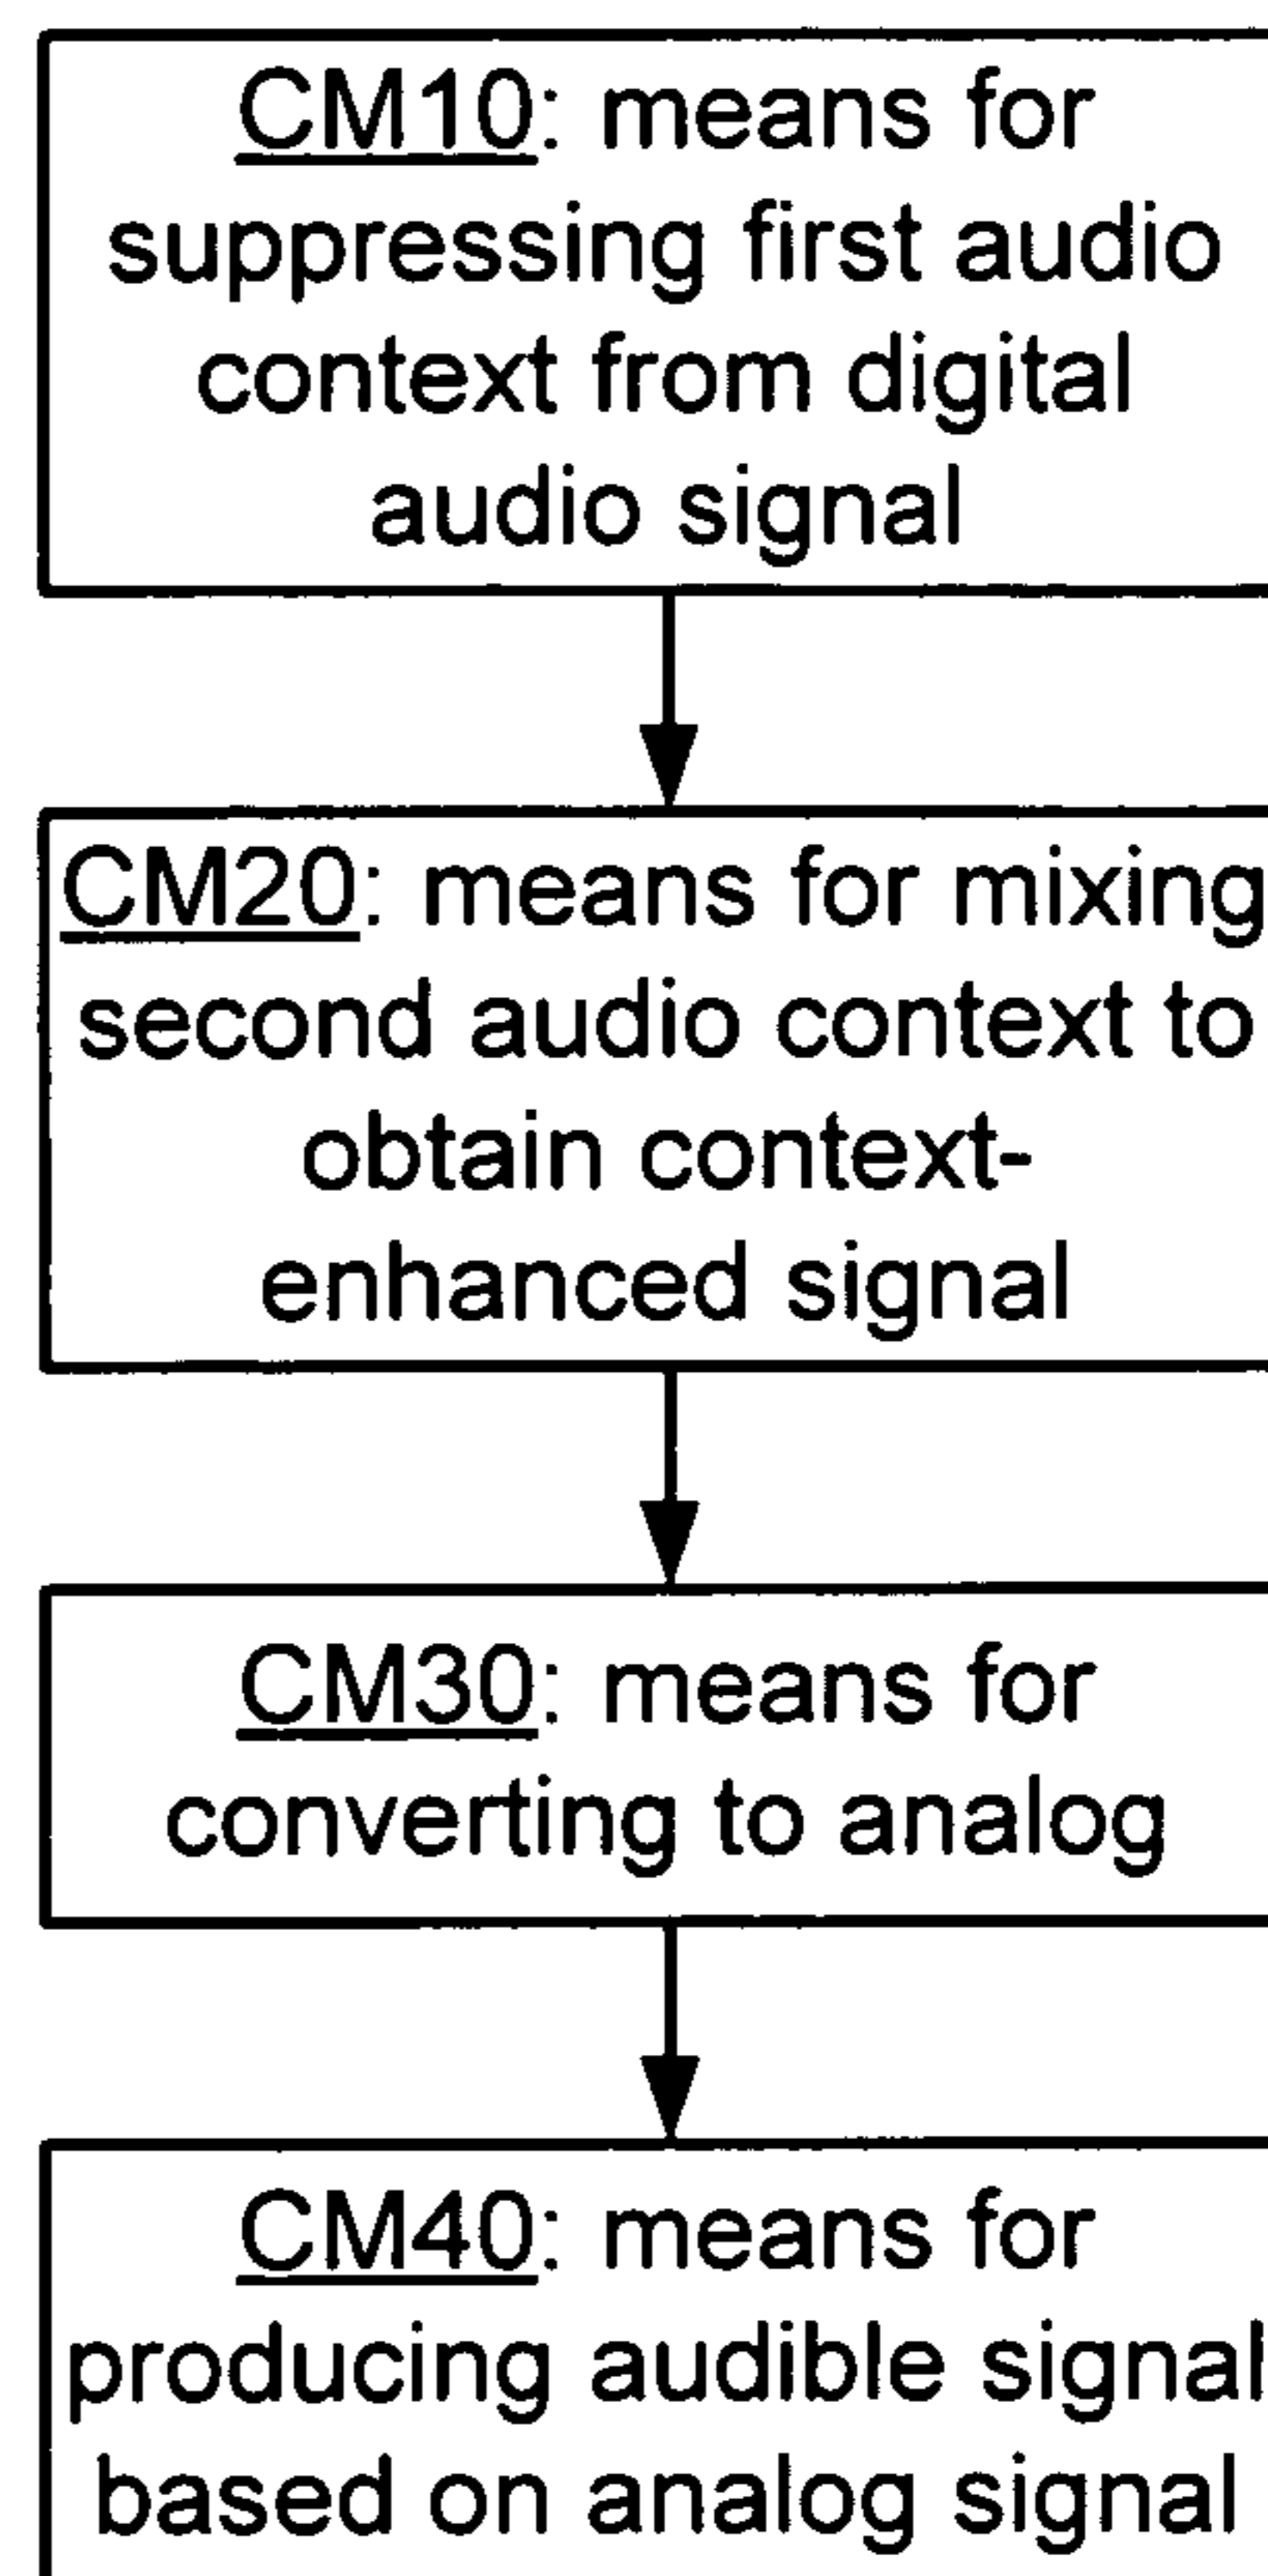 CM10: means for
suppressing first audio
context from digital
audio signal
CM20: means for mixing
second audio context to
obtain context-
enhanced signal
CM30: means for
converting to analog
CM40: means for
producing audible signal
based on analog signal